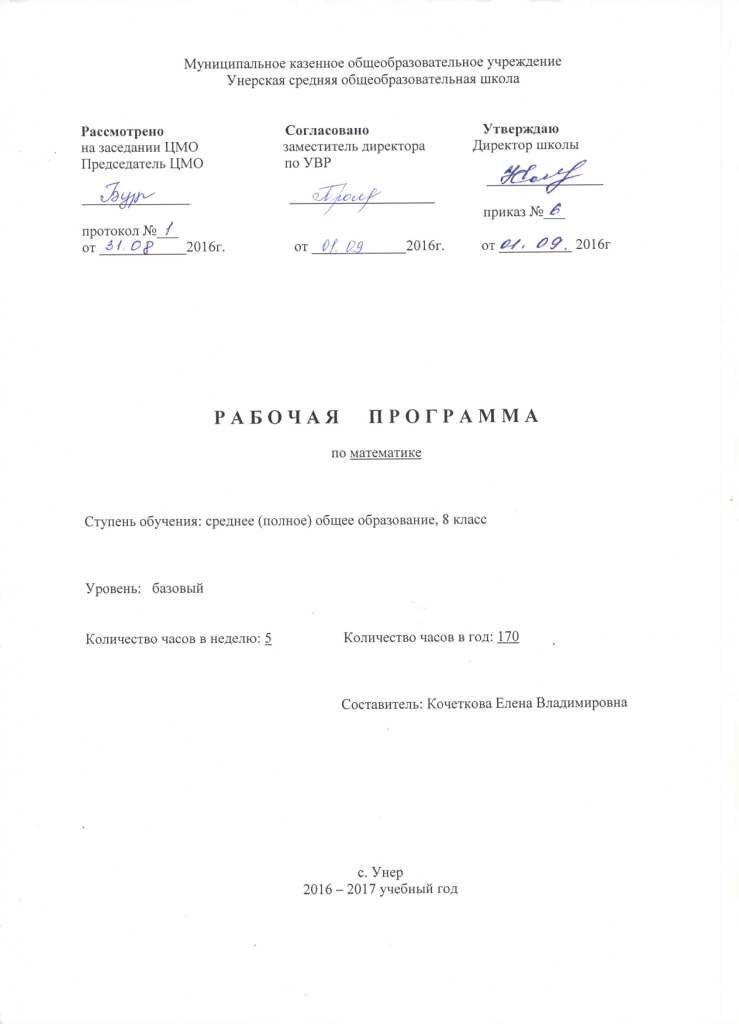 Муниципальное казенное общеобразовательное учреждение
Унерская средняя общеобразовательная школа
Рассмотрено
на заседании ЦМО
Председатель ЦМО
протокол № 1
от 31.08 2016г.
Согласовано
заместитель директора
по УВР
от 01.09 2016г.
Утверждаю
Директор школы
приказ № 6
от 01.09. 2016г
РАБОЧАЯ ПРОГРАММА
по математике
Ступень обучения: среднее (полное) общее образование, 8 класс
Уровень: базовый
Количество часов в неделю: 5 Количество часов в год: 170
Составитель: Кочеткова Елена Владимировна
с. Унер
2016 – 2017 учебный год